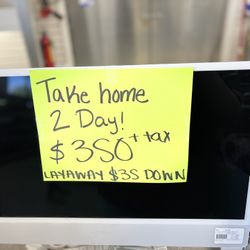 Take home
2 Day!
$350 + tax
LAYAWAY $35 DOWN